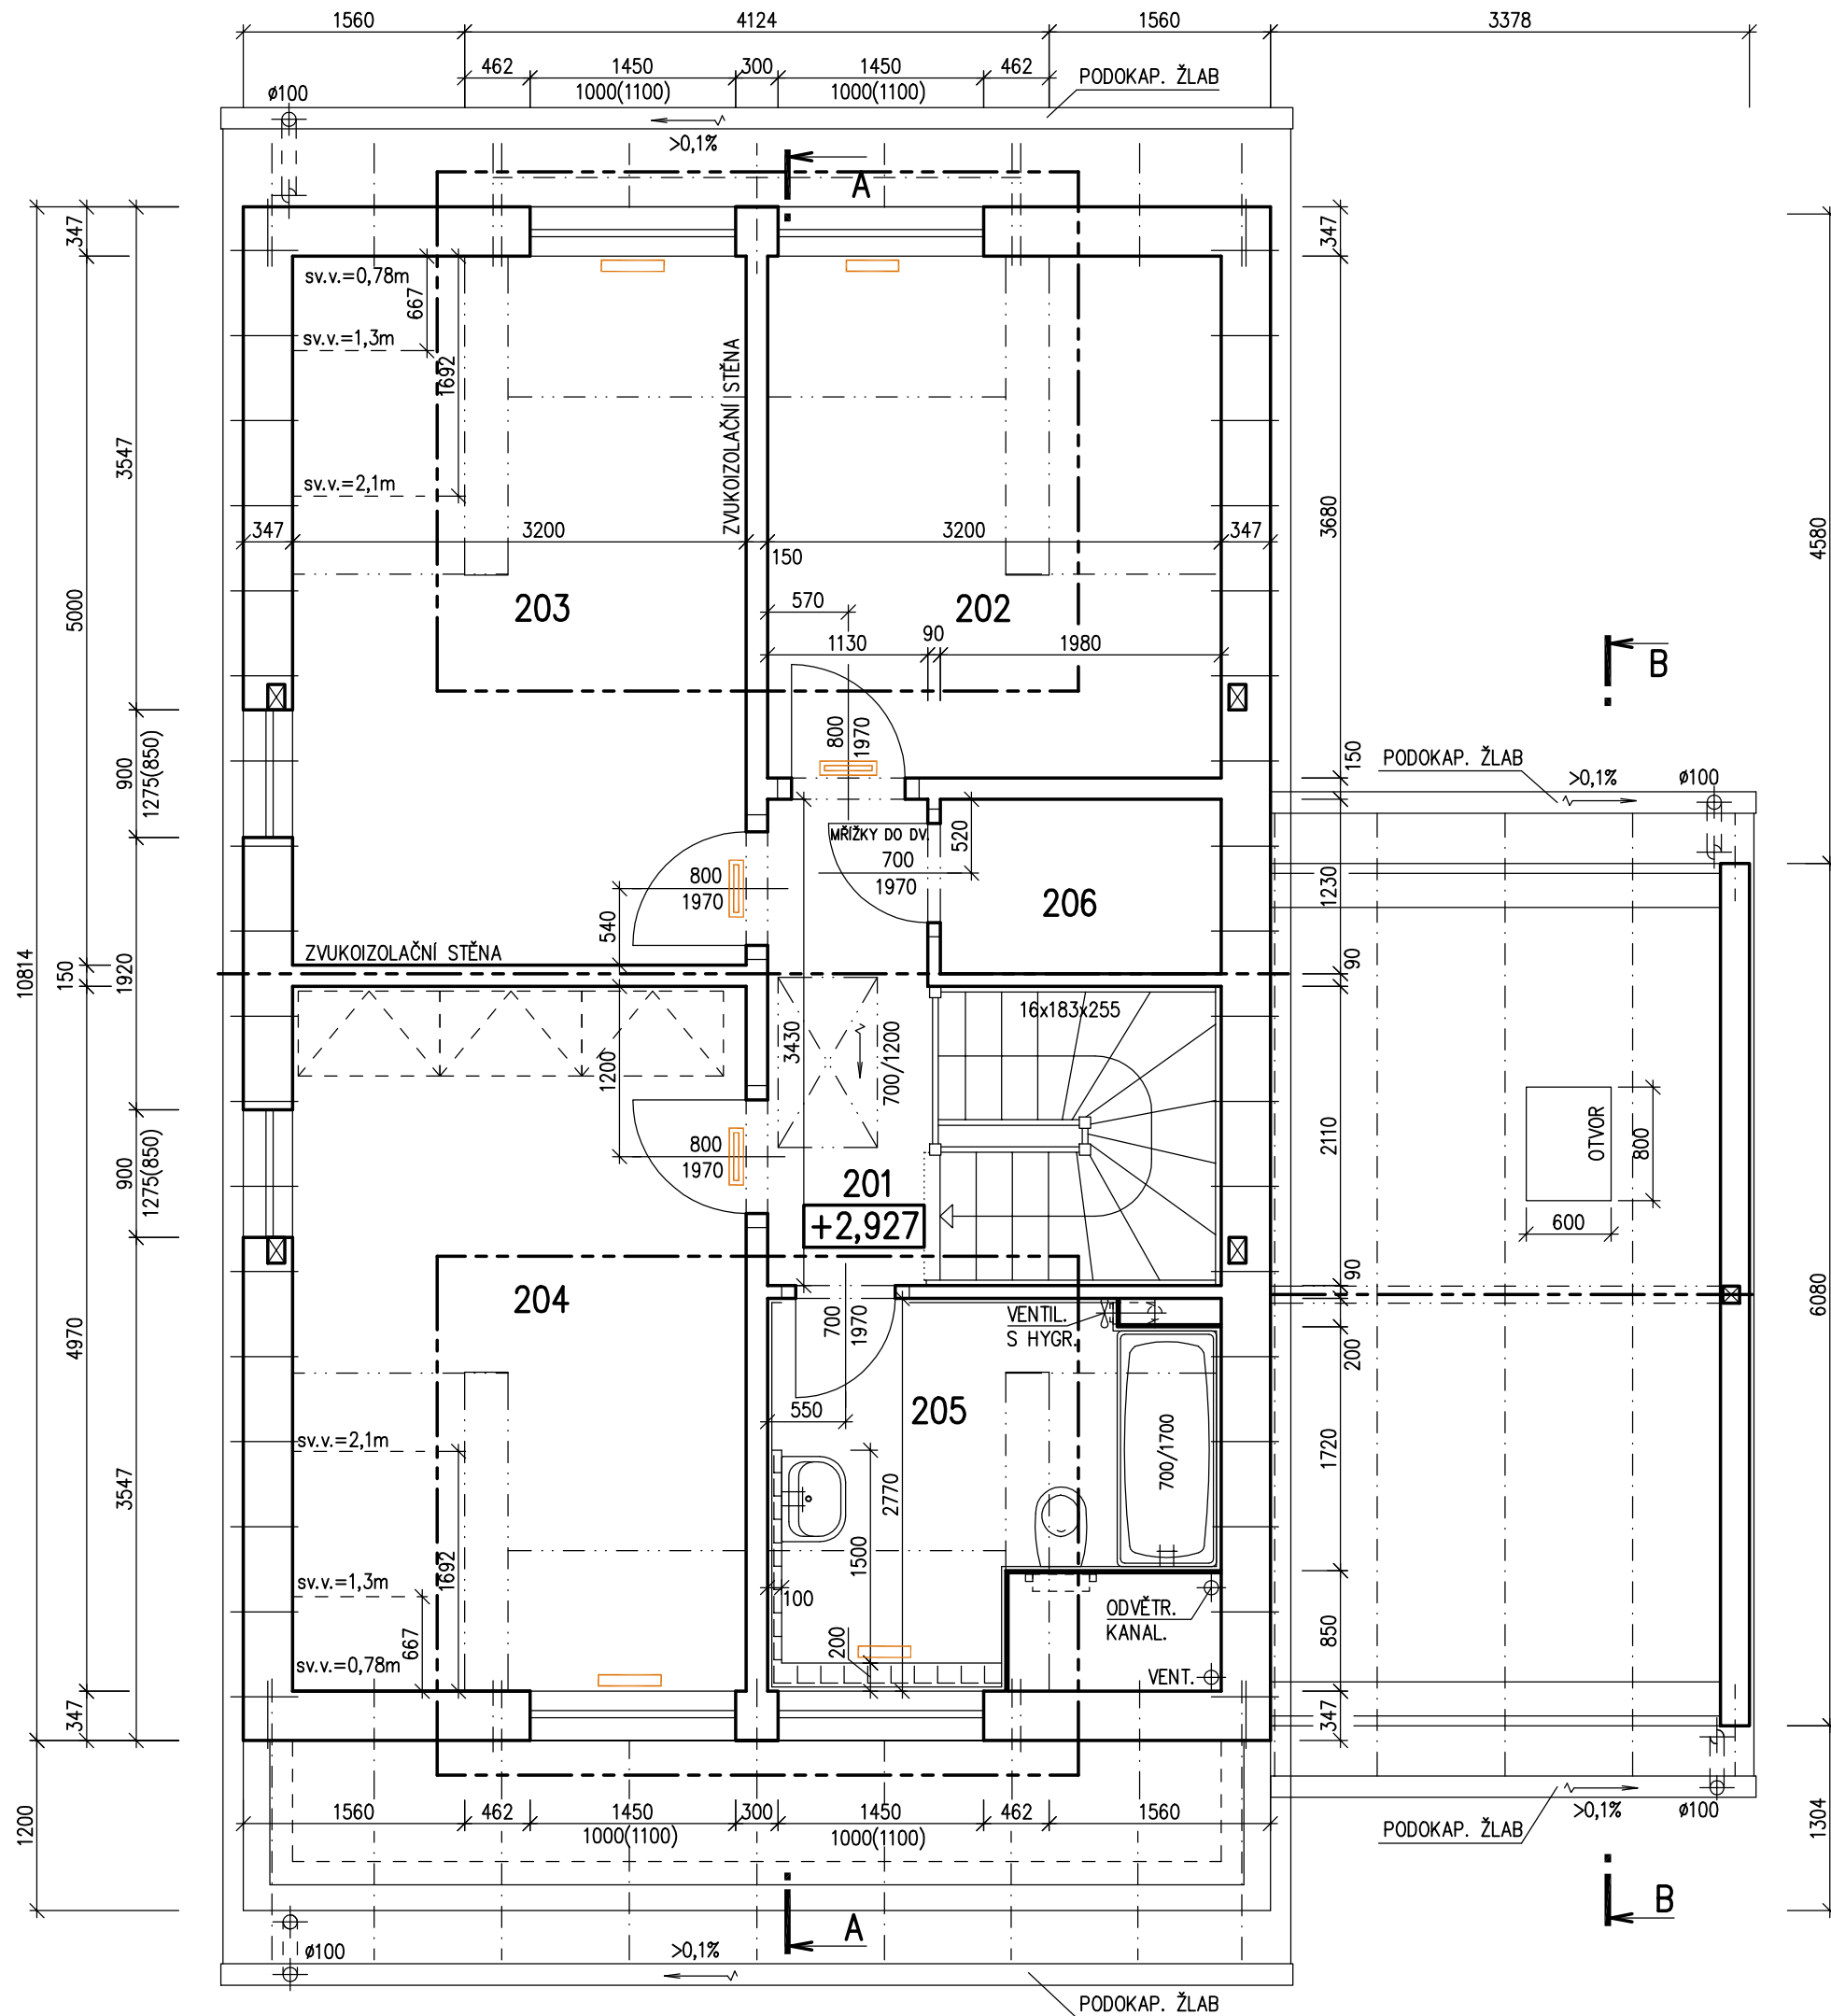 1560 4124 1560 3378
462 1450 300 1450 462
1000(1100) 1000(1100)
PODOKAP. ŽLAB
ø100
>0,1%
A
347 347
sv.v.=0,78m
667
sv.v.=1,3m
1692
ZVUKOIZOLAČNÍ STĚNA
3547
sv.v.=2,1m
3680
4580
347 3200 3200 347
150
5000
203
570
202
1130 90 1980
B
800
1970
900
1275(850)
150
PODOKAP. ŽLAB
>0,1% ø100
MŘÍŽKY DO DV.
700
1970
520
800
1970
540
206
1230
ZVUKOIZOLAČNÍ STĚNA
10814
150
1920
90
16x183x255
3430
700/1200
1200
2110
OTVOR
800
600
900
1275(850)
800
1970
201
+2,927
204
90
6080
4970
700
1970
VENTIL.
S HYGR.
200
205
550
sv.v.=2,1m
3547
700/1700
1720
2770
1500
1692
sv.v.=1,3m
100
667
ODVĚTR.
KANAL.
850
200
sv.v.=0,78m
VENT.
347 347
1560 462 1450 300 1450 462 1560
1000(1100) 1000(1100)
>0,1% ø100
PODOKAP. ŽLAB
1200
1304
B
A
ø100
>0,1%
PODOKAP. ŽLAB